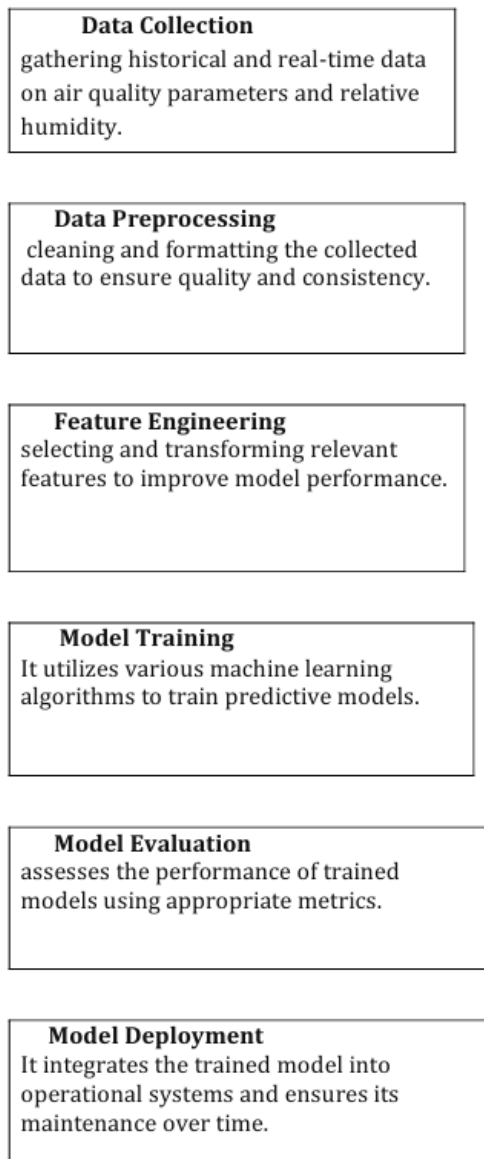 Data Collection
gathering historical and real-time data
on air quality parameters and relative
humidity.
Data Preprocessing
cleaning and formatting the collected
data to ensure quality and consistency.
Feature Engineering
selecting and transforming relevant
features to improve model performance.
Model Training
It utilizes various machine learning
algorithms to train predictive models.
Model Evaluation
assesses the performance of trained
models using appropriate metrics.
Model Deployment
It integrates the trained model into
operational systems and ensures its
maintenance over time.